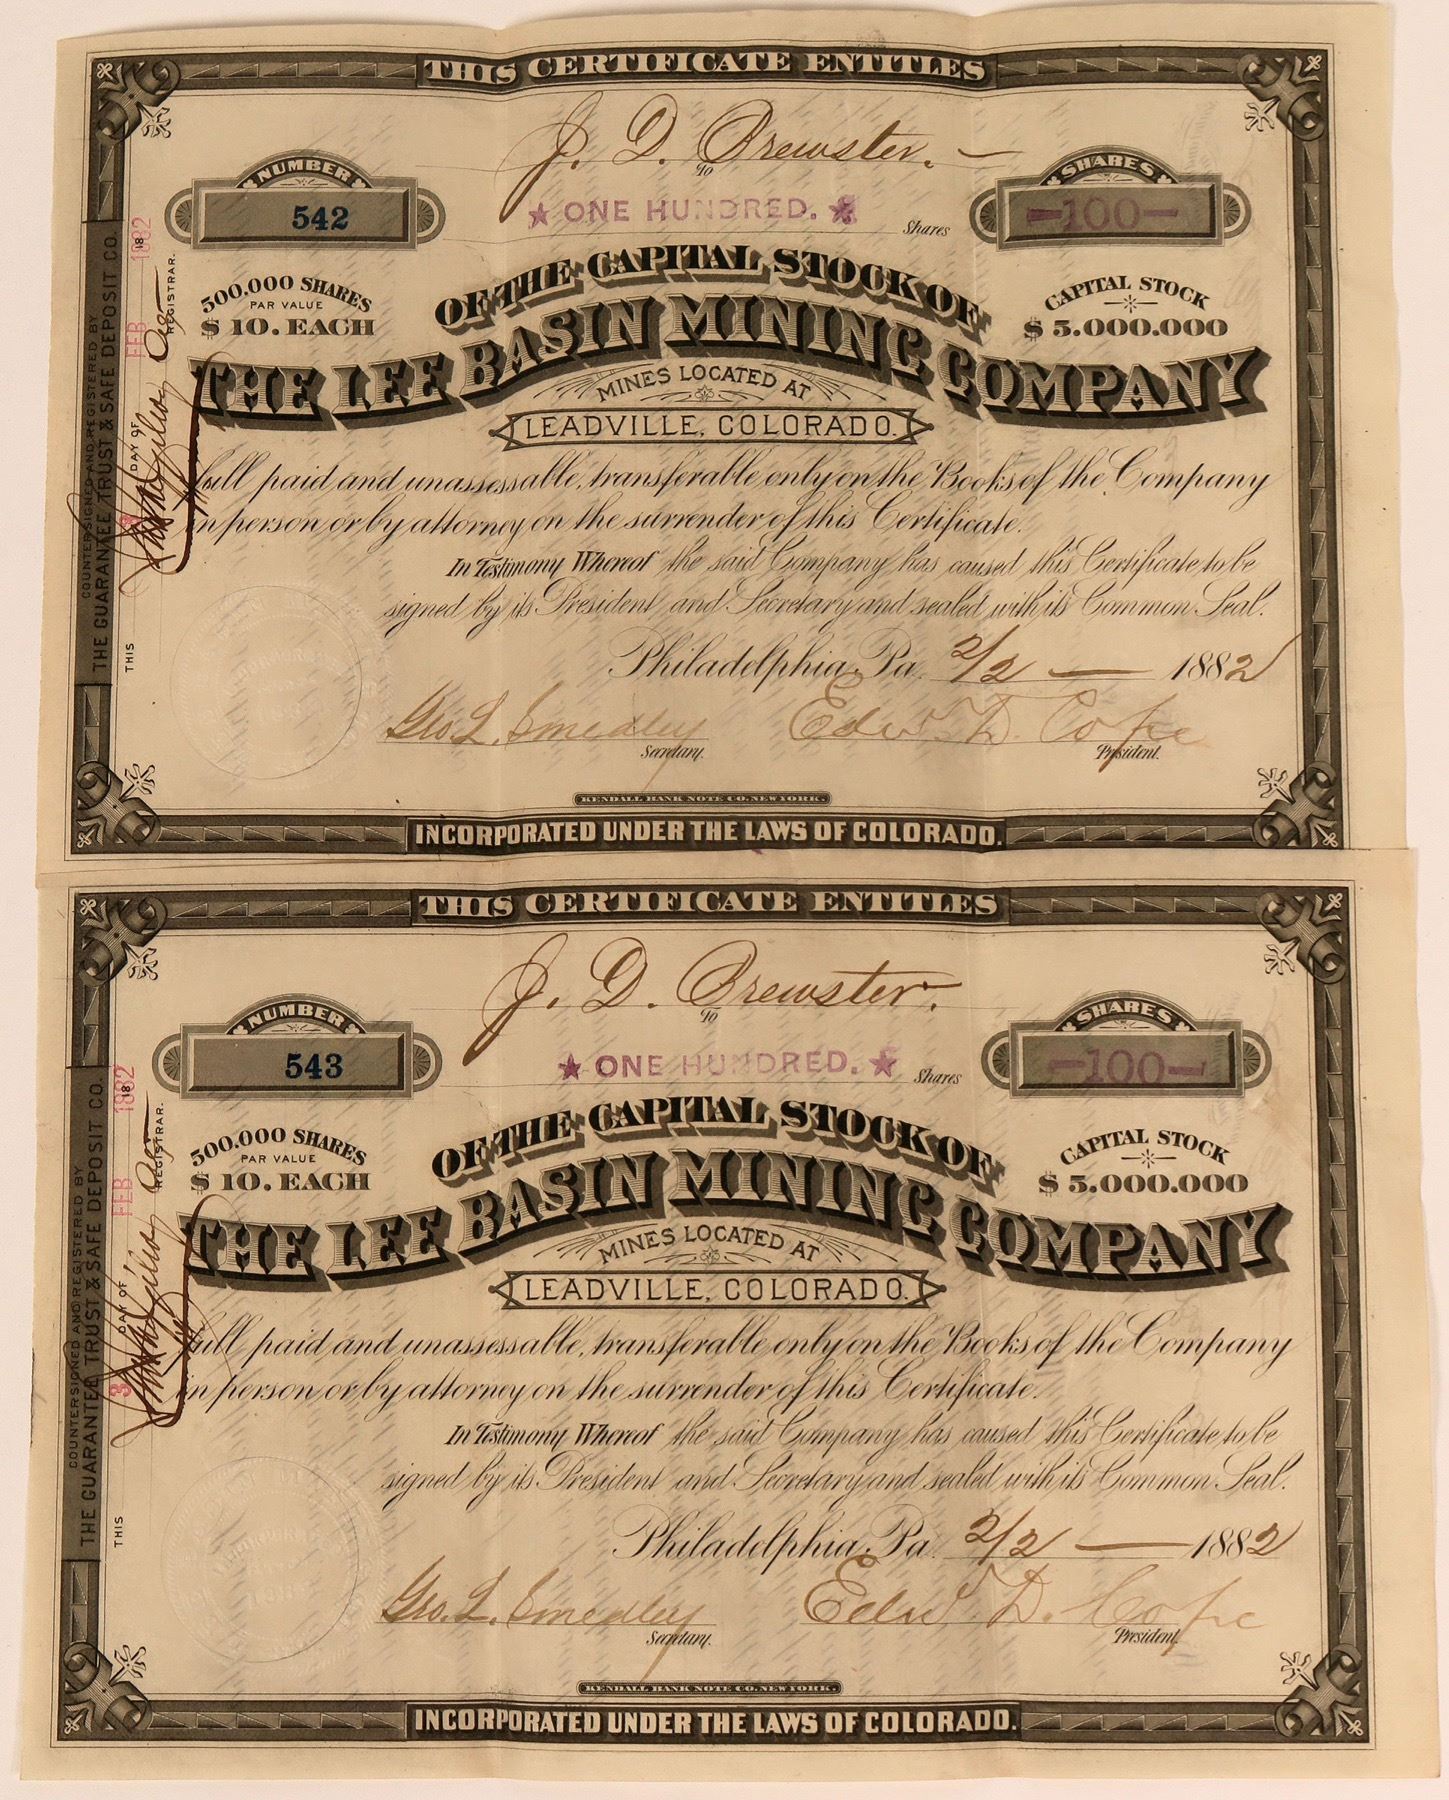 THIS CERTIFICATE ENTITLES
J. D. Brewster.
NUMBER
542
To
★ ONE HUNDRED. ★ Shares
SHARES
—100—
500,000 SHARES
PAR VALUE
$10. EACH
OF THE CAPITAL STOCK OF
CAPITAL STOCK
$5.000.000
THE LEE BASIN MINING COMPANY
MINES LOCATED AT
LEADVILLE, COLORADO.
full paid and unassessable, transferable only on the Books of the Company
in person or by attorney on the surrender of this Certificate.
In Testimony Whereof the said Company has caused this Certificate to be
signed by its President and Secretary and sealed with its Common Seal.
Philadelphia, Pa. 2/2 — 1882
Geo. L. Smedley
Secretary.
Edw D. Cope
President.
KENDALL BANK NOTE CO. NEW YORK.
INCORPORATED UNDER THE LAWS OF COLORADO.
COUNTERSIGNED AND REGISTERED BY
THE GUARANTEE TRUST & SAFE DEPOSIT CO.
THIS 3 DAY OF FEB 1882 18
REGISTRAR.
THIS CERTIFICATE ENTITLES
J. D. Brewster.
NUMBER
543
To
★ ONE HUNDRED. ★ Shares
SHARES
—100—
500,000 SHARES
PAR VALUE
$10. EACH
OF THE CAPITAL STOCK OF
CAPITAL STOCK
$5.000.000
THE LEE BASIN MINING COMPANY
MINES LOCATED AT
LEADVILLE, COLORADO.
full paid and unassessable, transferable only on the Books of the Company
in person or by attorney on the surrender of this Certificate.
In Testimony Whereof the said Company has caused this Certificate to be
signed by its President and Secretary and sealed with its Common Seal.
Philadelphia, Pa. 2/2 — 1882
Geo. L. Smedley
Secretary.
Edw D. Cope
President.
KENDALL BANK NOTE CO. NEW YORK.
INCORPORATED UNDER THE LAWS OF COLORADO.
COUNTERSIGNED AND REGISTERED BY
THE GUARANTEE TRUST & SAFE DEPOSIT CO.
THIS 3 DAY OF FEB 1882 18
REGISTRAR.